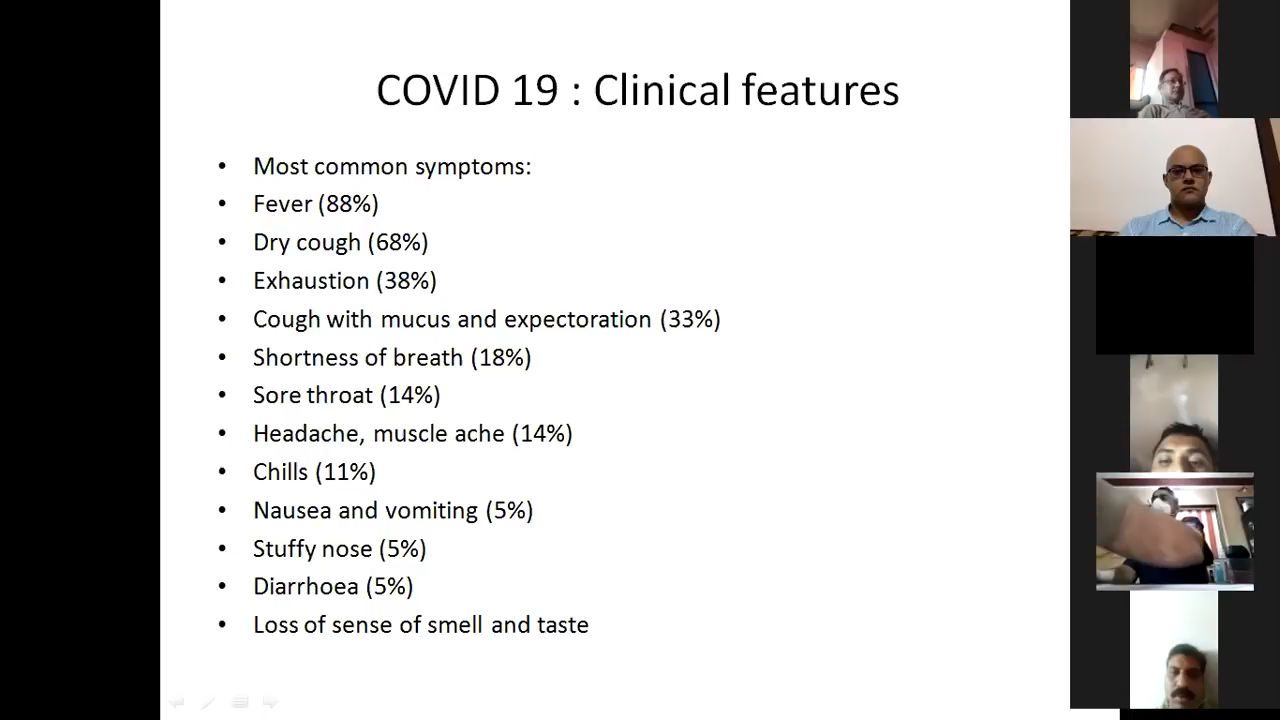 COVID 19 : Clinical features
• Most common symptoms:
• Fever (88%)
• Dry cough (68%)
• Exhaustion (38%)
• Cough with mucus and expectoration (33%)
• Shortness of breath (18%)
• Sore throat (14%)
• Headache, muscle ache (14%)
• Chills (11%)
• Nausea and vomiting (5%)
• Stuffy nose (5%)
• Diarrhoea (5%)
• Loss of sense of smell and taste